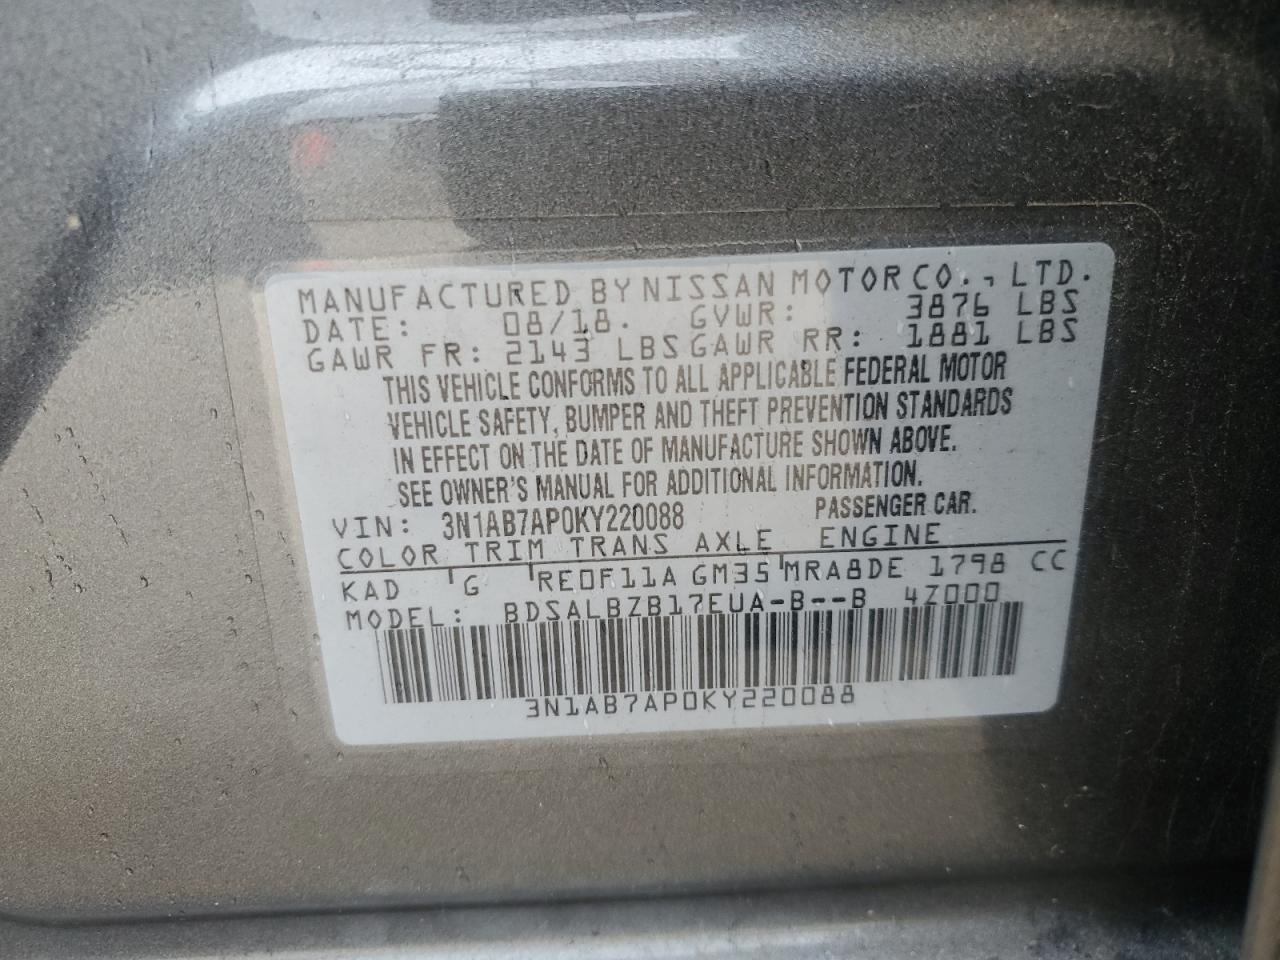 MANUFACTURED BY NISSAN MOTOR CO., LTD.
DATE: 08/18. GVWR: 3876 LBS
GAWR FR: 2143 LBS GAWR RR: 1881 LBS
THIS VEHICLE CONFORMS TO ALL APPLICABLE FEDERAL MOTOR
VEHICLE SAFETY, BUMPER AND THEFT PREVENTION STANDARDS
IN EFFECT ON THE DATE OF MANUFACTURE SHOWN ABOVE.
SEE OWNER'S MANUAL FOR ADDITIONAL INFORMATION.
VIN: 3N1AB7AP0KY220088 PASSENGER CAR.
COLOR TRIM TRANS AXLE ENGINE
KAD G RE0F11A GM35 MRA8DE 1798 CC
MODEL: BDSALBZB17EUA-B--B 4Z000
3N1AB7AP0KY220088